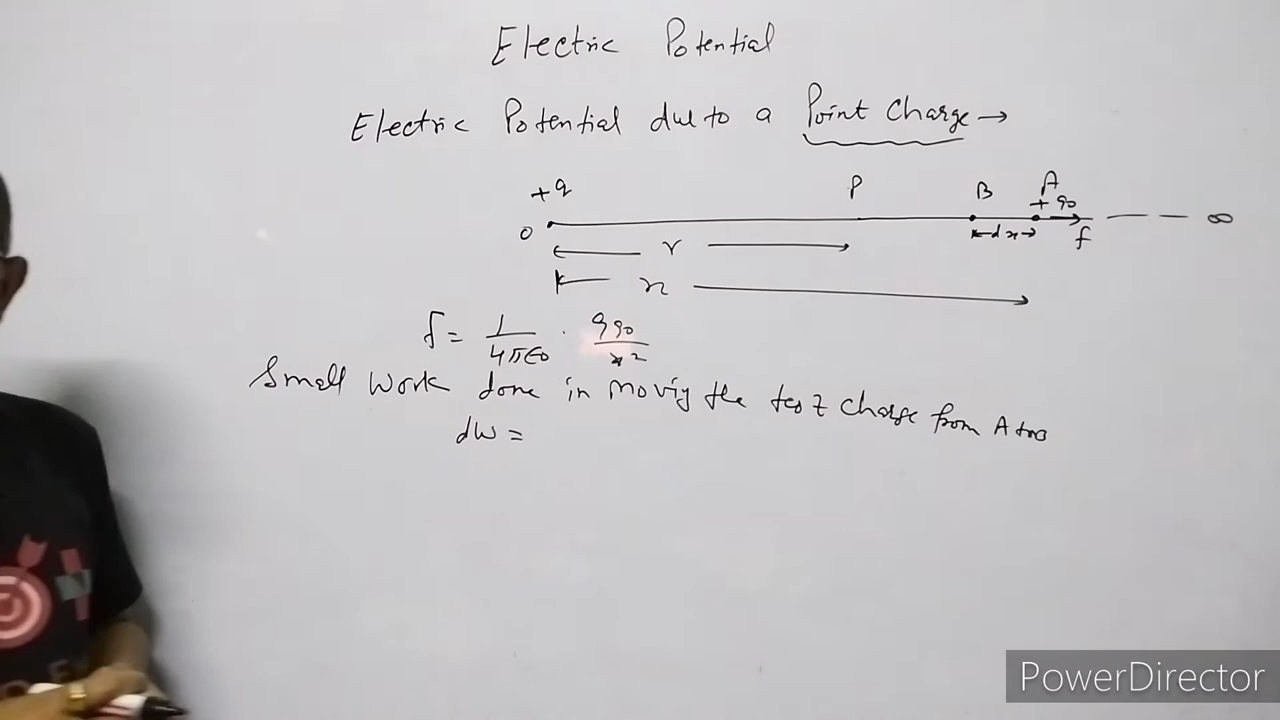 Electric Potential
Electric Potential due to a Point Charge →
+q P B A
+q0
O dx F ∞
r
x
F = 1/4πε0 · qq0/x²
Small work done in moving the test charge from A to B
dW =
PowerDirector